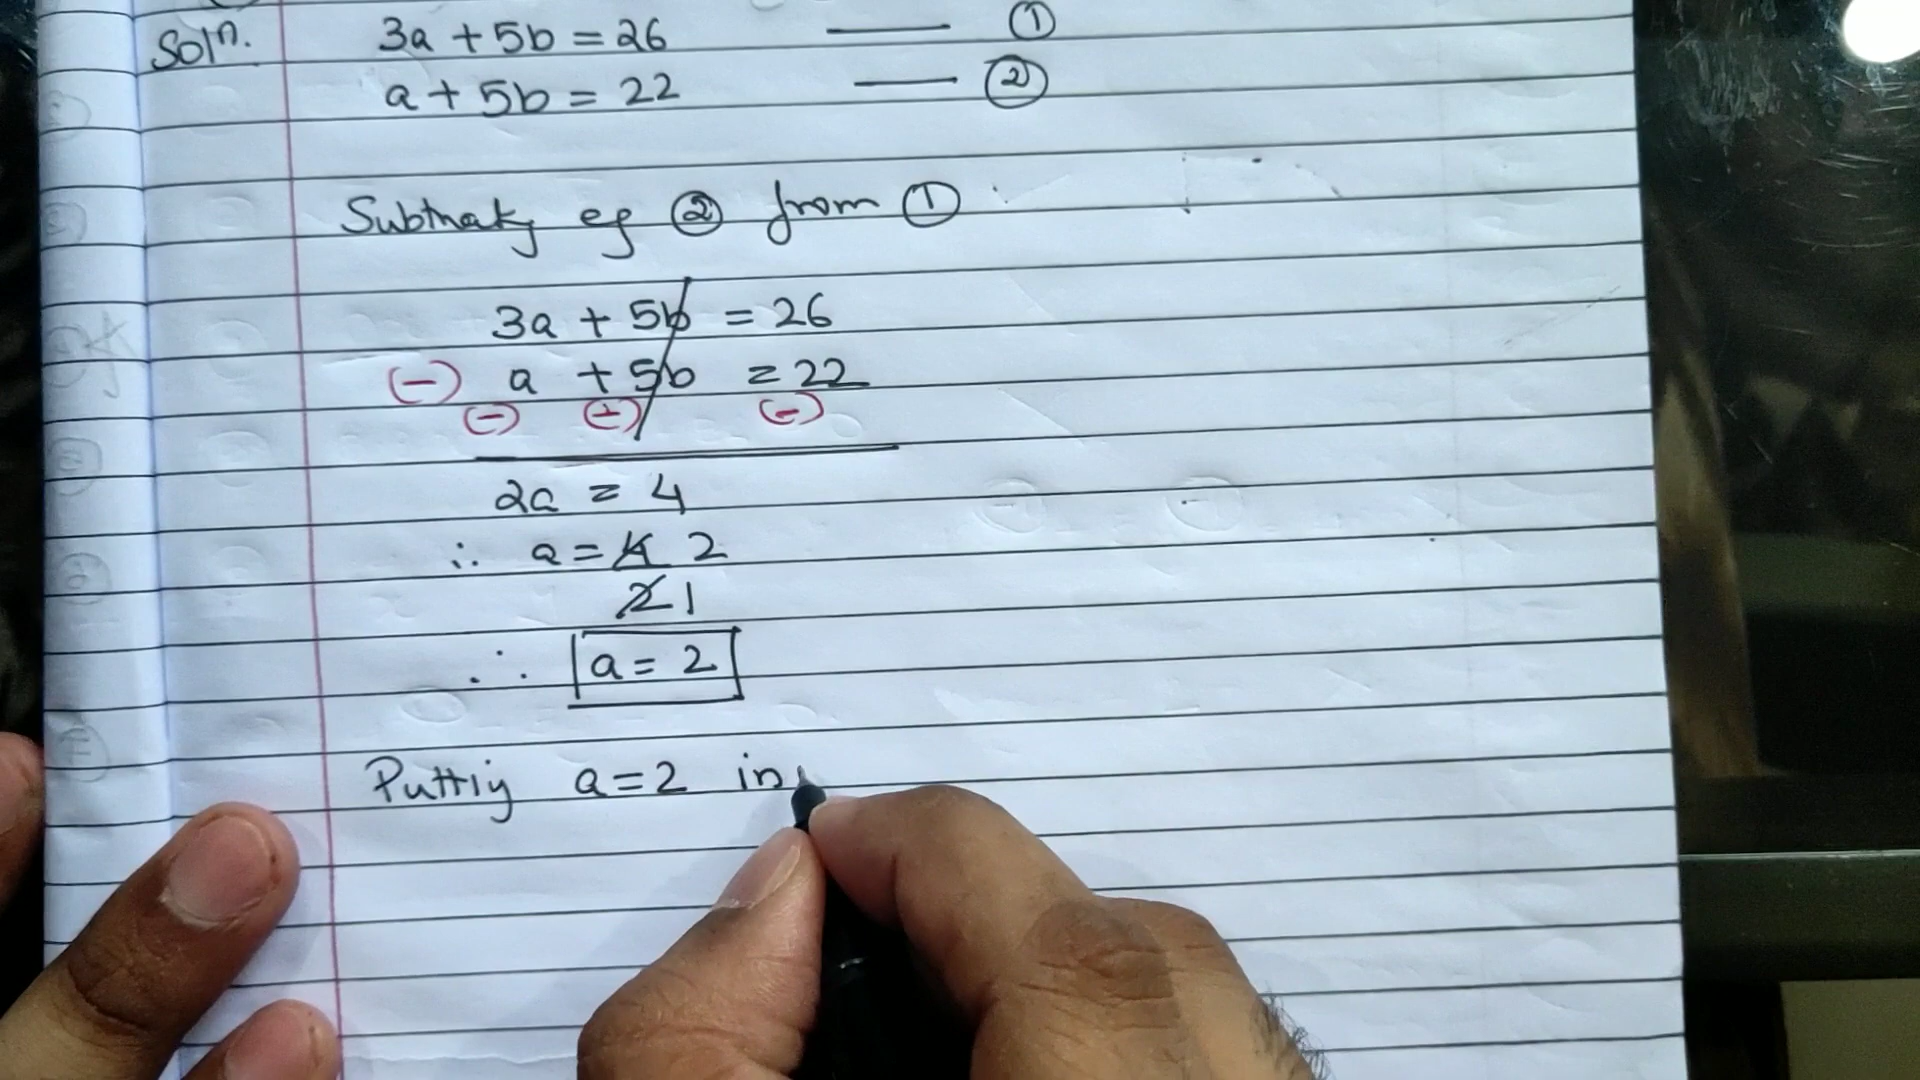 Solⁿ. 3a + 5b = 26 —— ①
a + 5b = 22 —— ②
Subtract eq ② from ①
3a + 5b = 26
(-) a + 5b = 22
(-) (-) (-)
2a = 4
∴ a = 4 2
2 1
∴ a = 2
Putting a = 2 in